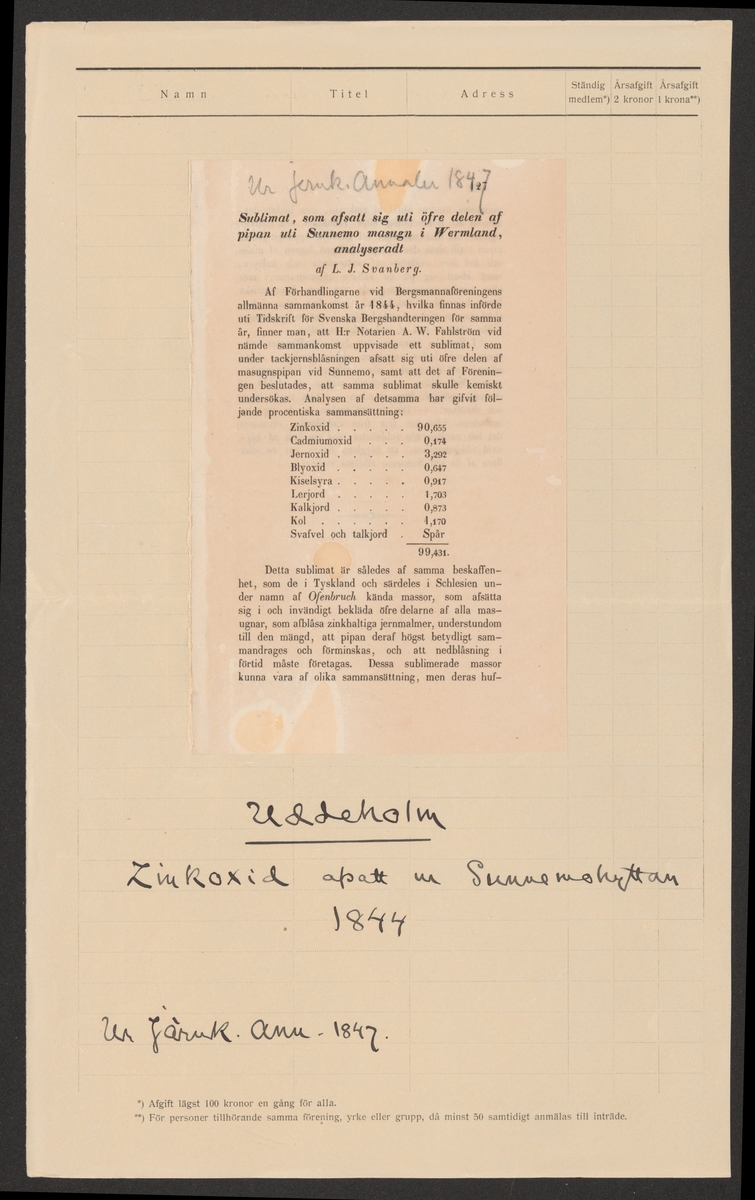 Namn Titel Adress Ständig medlem*) Årsafgift 2 kronor Årsafgift 1 krona**)
Ur Jernk. Annaler 1847
127
Sublimat, som afsatt sig uti öfre delen af
pipan uti Sunnemo masugn i Wermland,
analyseradt
af L. J. Svanberg.
Af Förhandlingarne vid Bergsmannaföreningens
allmänna sammankomst år 1844, hvilka finnas införde
uti Tidskrift för Svenska Bergshandteringen för samma
år, finner man, att H:r Notarien A. W. Fahlström vid
nämde sammankomst uppvisade ett sublimat, som
under tackjernsblåsningen afsatt sig uti öfre delen af
masugnspipan vid Sunnemo, samt att det af Förenin-
gen beslutades, att samma sublimat skulle kemiskt
undersökas. Analysen af detsamma har gifvit föl-
jande procentiska sammansättning:
Zinkoxid . . . . . 90,655
Cadmiumoxid . . . 0,174
Jernoxid . . . . . 3,292
Blyoxid . . . . . 0,647
Kiselsyra . . . . . 0,917
Lerjord . . . . . 1,703
Kalkjord . . . . . 0,873
Kol . . . . . . 1,170
Svafvel och talkjord . Spår
99,431.
Detta sublimat är således af samma beskaffen-
het, som de i Tyskland och särdeles i Schlesien un-
der namn af Ofenbruch kända massor, som afsätta
sig i och invändigt bekläda öfre delarne af alla mas-
ugnar, som afblåsa zinkhaltiga jernmalmer, understundom
till den mängd, att pipan deraf högst betydligt sam-
mandrages och förminskas, och att nedblåsning i
förtid måste företagas. Dessa sublimerade massor
kunna vara af olika sammansättning, men deras huf-
Uddeholm
Zinkoxid afsatt ur Sunnemohyttan
1844
Ur Järnk. Ann. 1847.
*) Afgift lägst 100 kronor en gång för alla.
**) För personer tillhörande samma förening, yrke eller grupp, då minst 50 samtidigt anmälas till inträde.